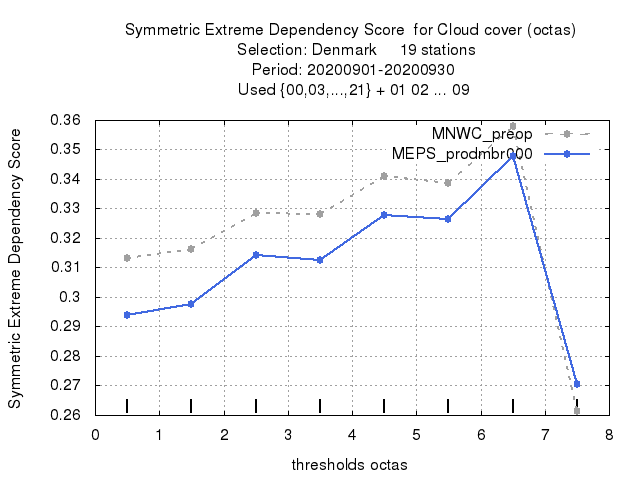 Symmetric Extreme Dependency Score  for Cloud cover (octas)
Selection: Denmark     19 stations
Period: 20200901-20200930
Used {00,03,...,21} + 01 02 ... 09
MNWC_preop
MEPS_prodmbr000
Symmetric Extreme Dependency Score
0.36
0.35
0.34
0.33
0.32
0.31
0.3
0.29
0.28
0.27
0.26
0 1 2 3 4 5 6 7 8
thresholds octas